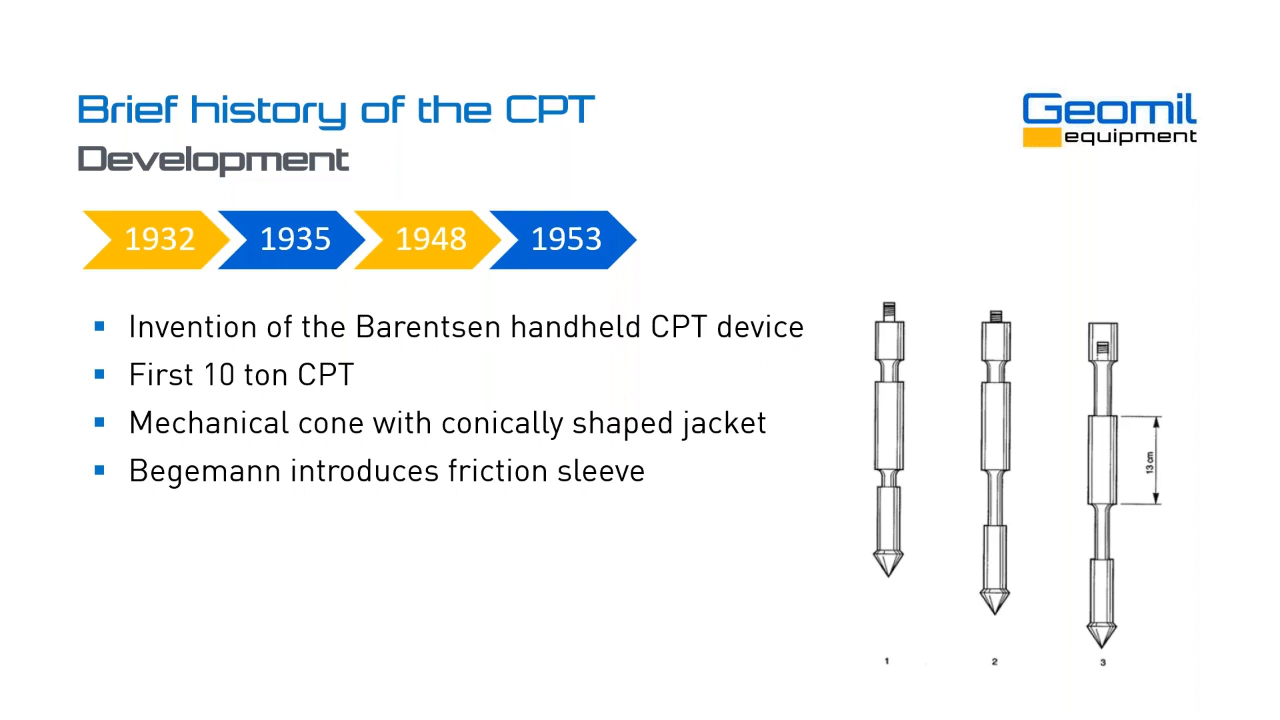 Brief history of the CPT
Development
Geomil
equipment
1932 1935 1948 1953
Invention of the Barentsen handheld CPT device
First 10 ton CPT
Mechanical cone with conically shaped jacket
Begemann introduces friction sleeve
13 cm
1 2 3